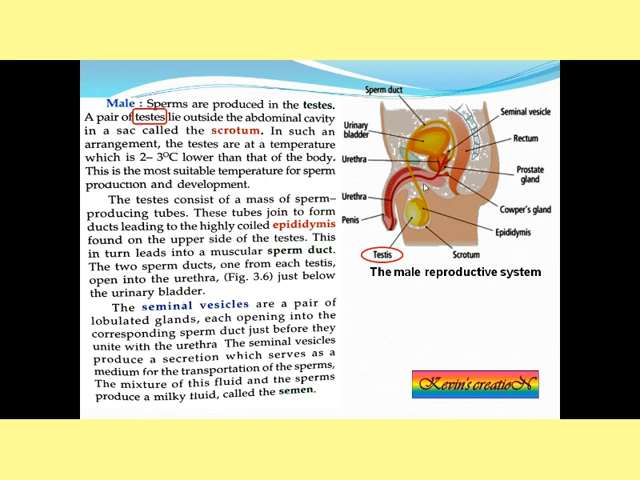 Male : Sperms are produced in the testes.
A pair of testes lie outside the abdominal cavity
in a sac called the scrotum. In such an
arrangement, the testes are at a temperature
which is 2– 3ºC lower than that of the body.
This is the most suitable temperature for sperm
production and development.
The testes consist of a mass of sperm–
producing tubes. These tubes join to form
ducts leading to the highly coiled epididymis
found on the upper side of the testes. This
in turn leads into a muscular sperm duct.
The two sperm ducts, one from each testis,
open into the urethra, (Fig. 3.6) just below
the urinary bladder.
The seminal vesicles are a pair of
lobulated glands, each opening into the
corresponding sperm duct just before they
unite with the urethra The seminal vesicles
produce a secretion which serves as a
medium for the transportation of the sperms,
The mixture of this fluid and the sperms
produce a milky fluid, called the semen.
Sperm duct
Urinary
bladder
Urethra
Urethra
Penis
Testis
Seminal vesicle
Rectum
Prostate
gland
Cowper's gland
Epididymis
Scrotum
The male reproductive system
Kevin's creatioN